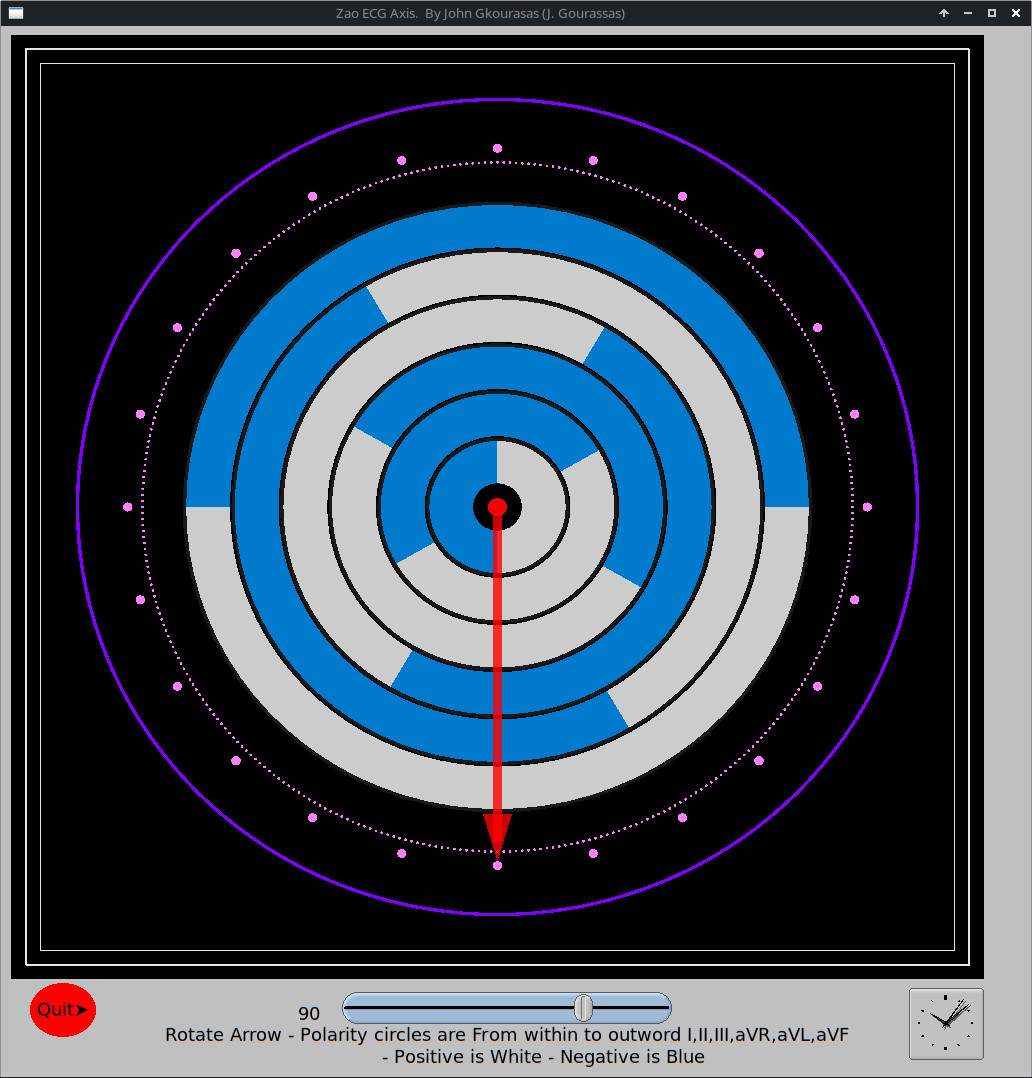 Zao ECG Axis.  By John Gkourasas (J. Gourassas)
Quit➤
90
Rotate Arrow - Polarity circles are From within to outword I,II,III,aVR,aVL,aVF
- Positive is White - Negative is Blue